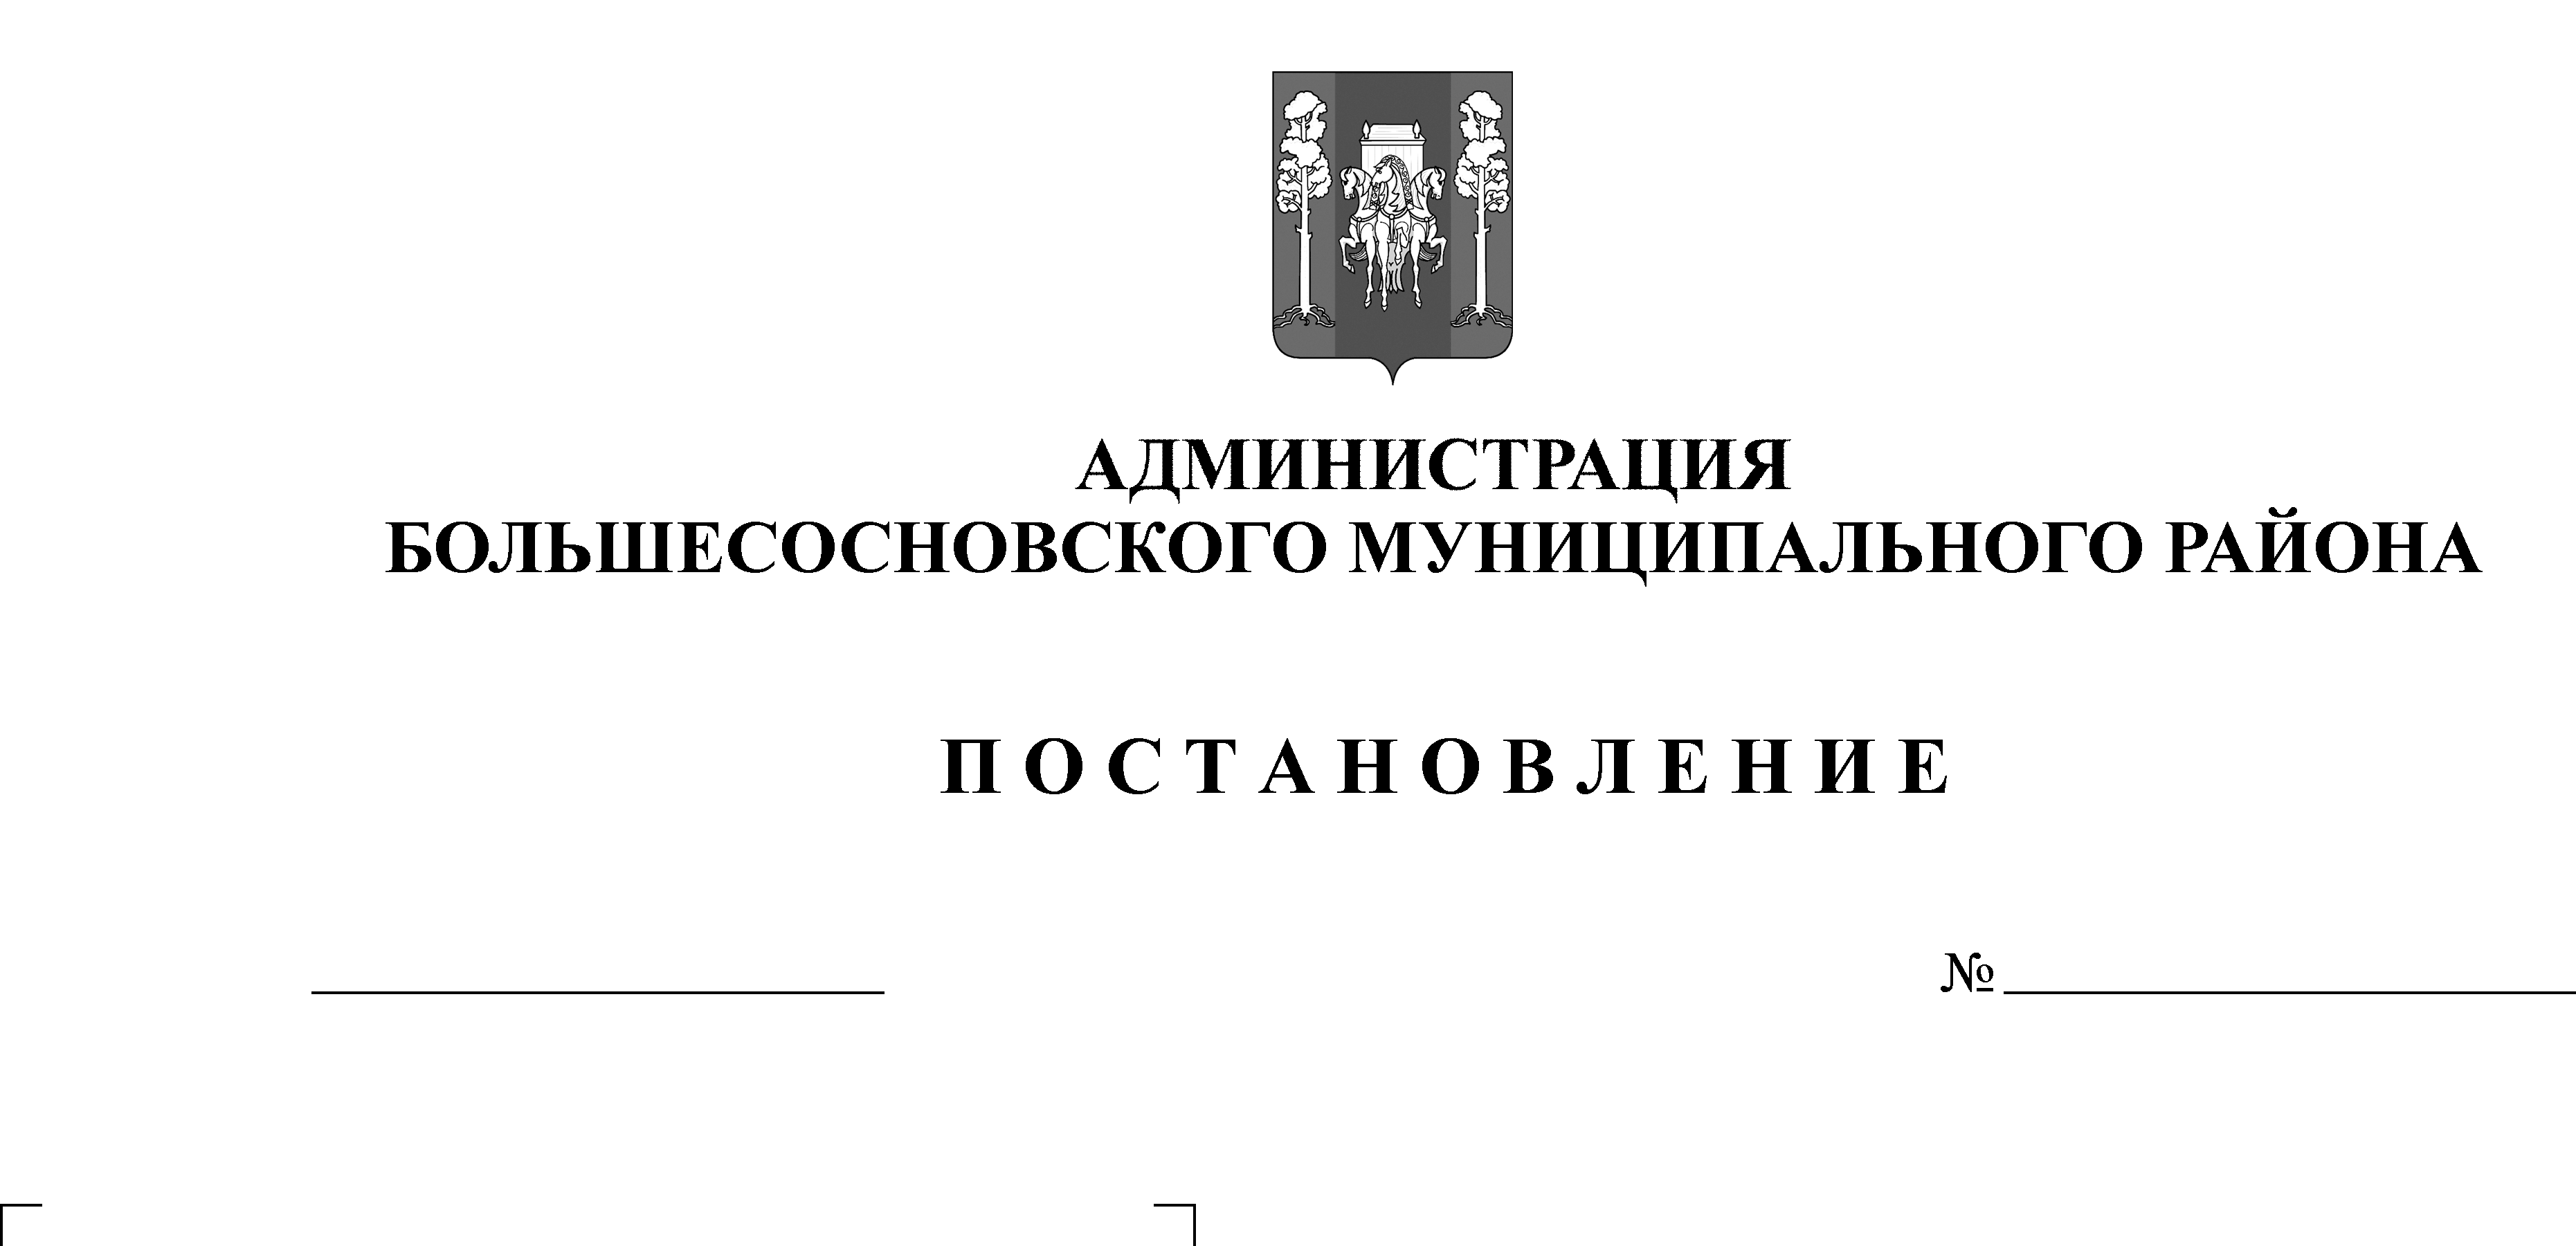 АДМИНИСТРАЦИЯ
БОЛЬШЕСОСНОВСКОГО МУНИЦИПАЛЬНОГО РАЙОНА
П О С Т А Н О В Л Е Н И Е
№